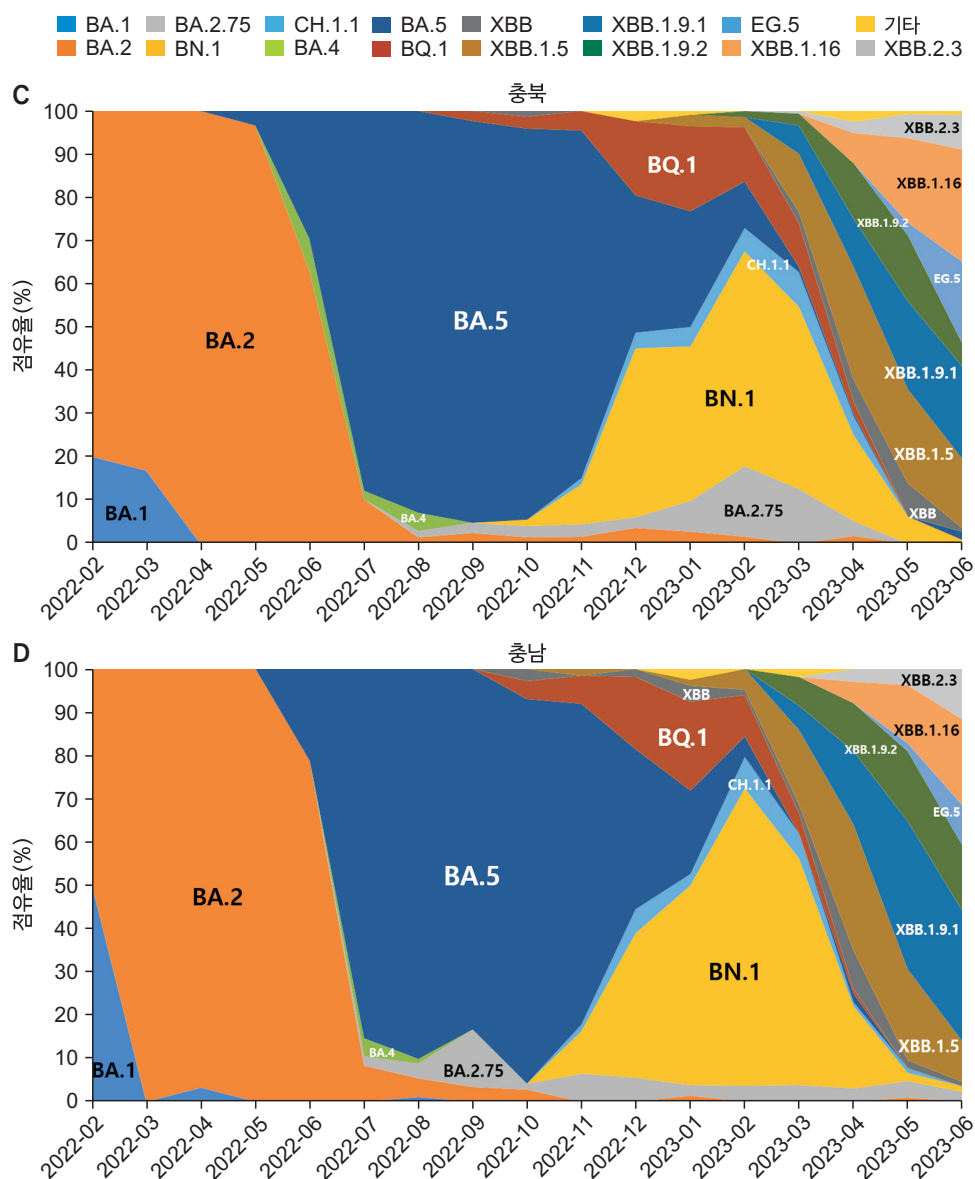 BA.1 BA.2.75 CH.1.1 BA.5 XBB XBB.1.9.1 EG.5 기타
BA.2 BN.1 BA.4 BQ.1 XBB.1.5 XBB.1.9.2 XBB.1.16 XBB.2.3
C
충북
점유율(%)
100
90
80
70
60
50
40
30
20
10
0
BA.1
BA.2
BA.4
BA.5
BQ.1
BN.1
BA.2.75
CH.1.1
XBB.2.3
XBB.1.16
XBB.1.9.2
EG.5
XBB.1.9.1
XBB.1.5
XBB
2022-02 2022-03 2022-04 2022-05 2022-06 2022-07 2022-08 2022-09 2022-10 2022-11 2022-12 2023-01 2023-02 2023-03 2023-04 2023-05 2023-06
D
충남
점유율(%)
100
90
80
70
60
50
40
30
20
10
0
BA.1
BA.2
BA.4
BA.2.75
BA.5
XBB
BQ.1
CH.1.1
BN.1
XBB.2.3
XBB.1.16
XBB.1.9.2
EG.5
XBB.1.9.1
XBB.1.5
2022-02 2022-03 2022-04 2022-05 2022-06 2022-07 2022-08 2022-09 2022-10 2022-11 2022-12 2023-01 2023-02 2023-03 2023-04 2023-05 2023-06